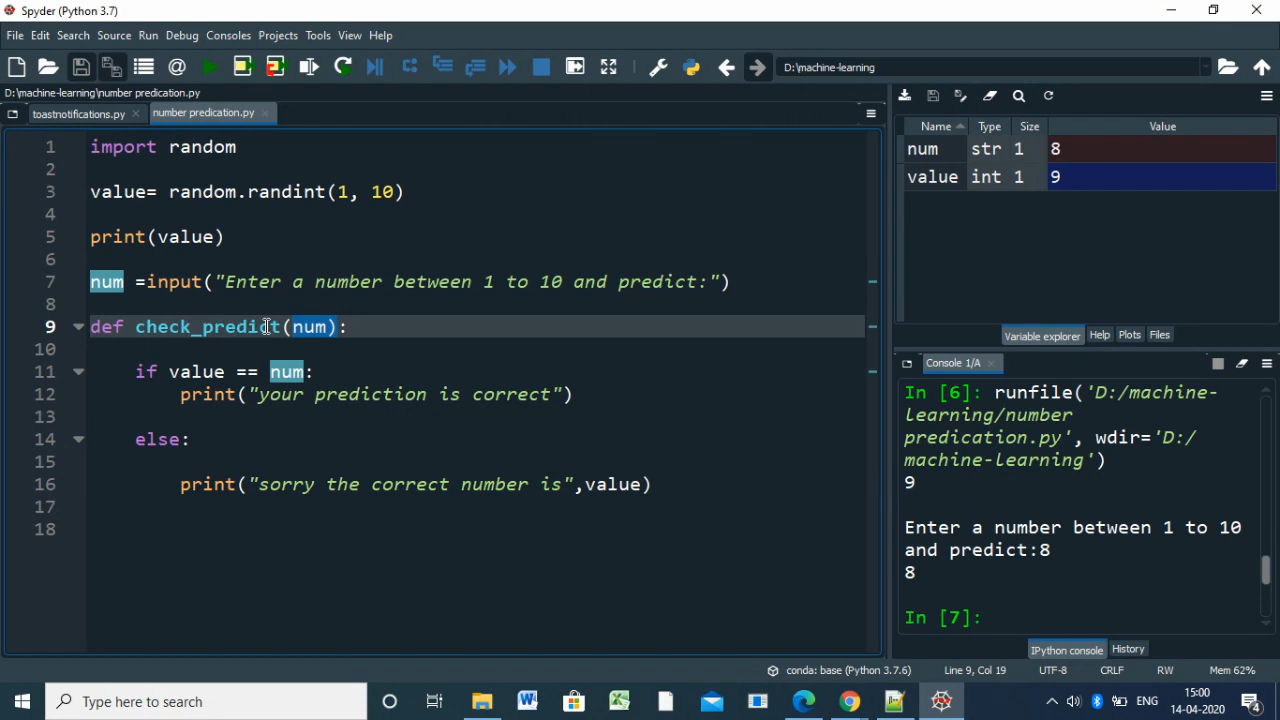 Spyder (Python 3.7)
File Edit Search Source Run Debug Consoles Projects Tools View Help
D:\machine-learning
D:\machine-learning\number predication.py
toastnotifications.py
number predication.py
1 import random
2
3 value= random.randint(1, 10)
4
5 print(value)
6
7 num =input("Enter a number between 1 to 10 and predict:")
8
9 def check_predict(num):
10
11 if value == num:
12 print("your prediction is correct")
13
14 else:
15
16 print("sorry the correct number is",value)
17
18
Name Type Size Value
num str 1 8
value int 1 9
Variable explorer Help Plots Files
Console 1/A
In [6]: runfile('D:/machine-
learning/number
predication.py', wdir='D:/
machine-learning')
9
Enter a number between 1 to 10
and predict:8
8
In [7]:
IPython console History
conda: base (Python 3.7.6) Line 9, Col 19 UTF-8 CRLF RW Mem 62%
Type here to search
ENG
15:00
14-04-2020
4